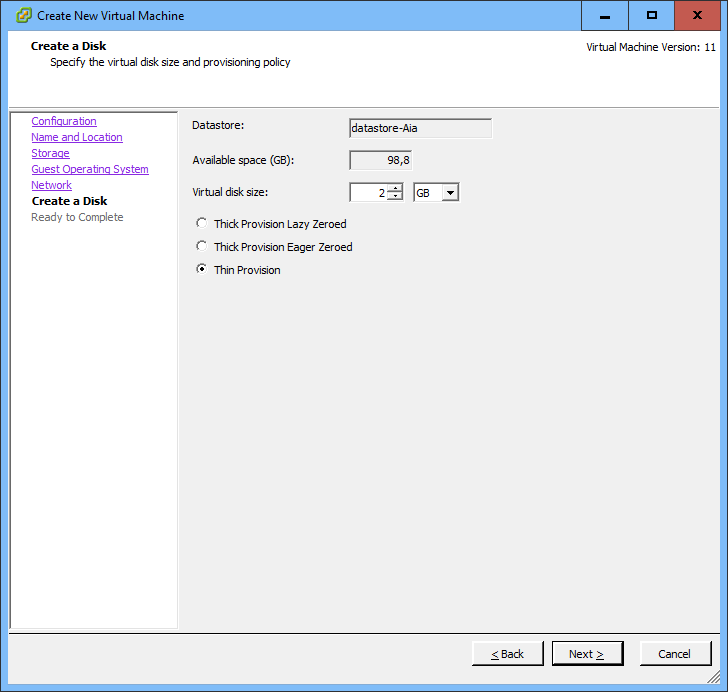 Create New Virtual Machine
Create a Disk
Specify the virtual disk size and provisioning policy
Virtual Machine Version: 11
Configuration
Name and Location
Storage
Guest Operating System
Network
Create a Disk
Ready to Complete
Datastore:
datastore-Aia
Available space (GB):
98,8
Virtual disk size:
2
GB
Thick Provision Lazy Zeroed
Thick Provision Eager Zeroed
Thin Provision
< Back
Next >
Cancel